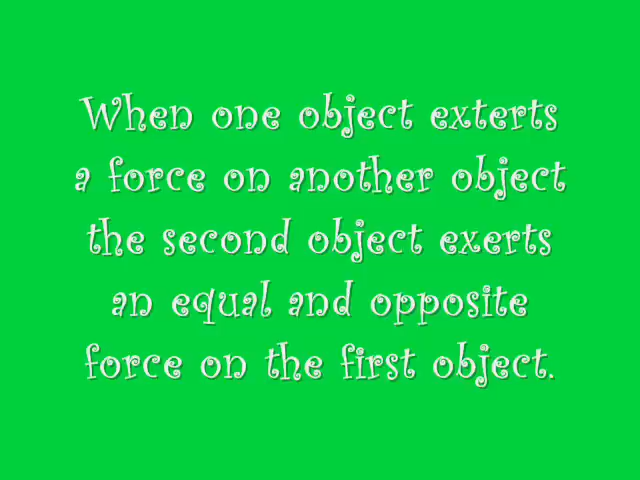 When one object exterts
a force on another object
the second object exerts
an equal and opposite
force on the first object.